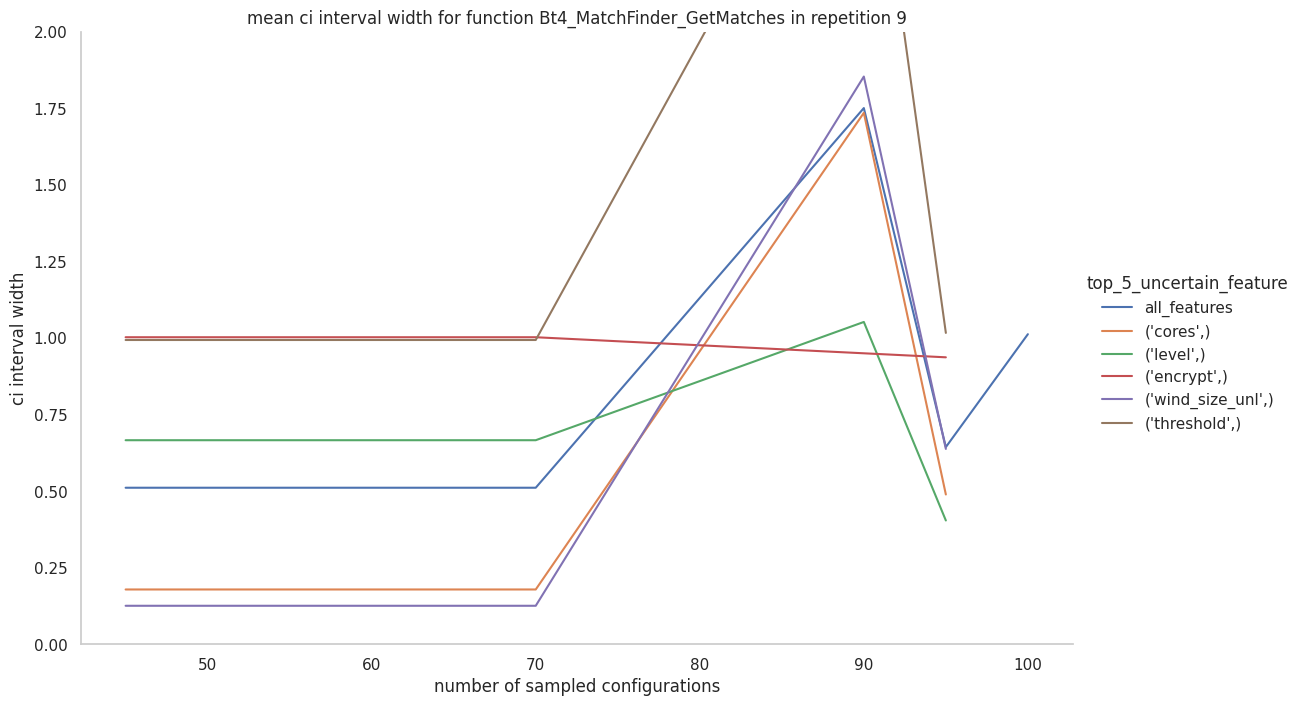 mean ci interval width for function Bt4_MatchFinder_GetMatches in repetition 9
2.00
1.75
1.50
1.25
1.00
0.75
0.50
0.25
0.00
ci interval width
50
60
70
80
90
100
number of sampled configurations
top_5_uncertain_feature
all_features
('cores',)
('level',)
('encrypt',)
('wind_size_unl',)
('threshold',)